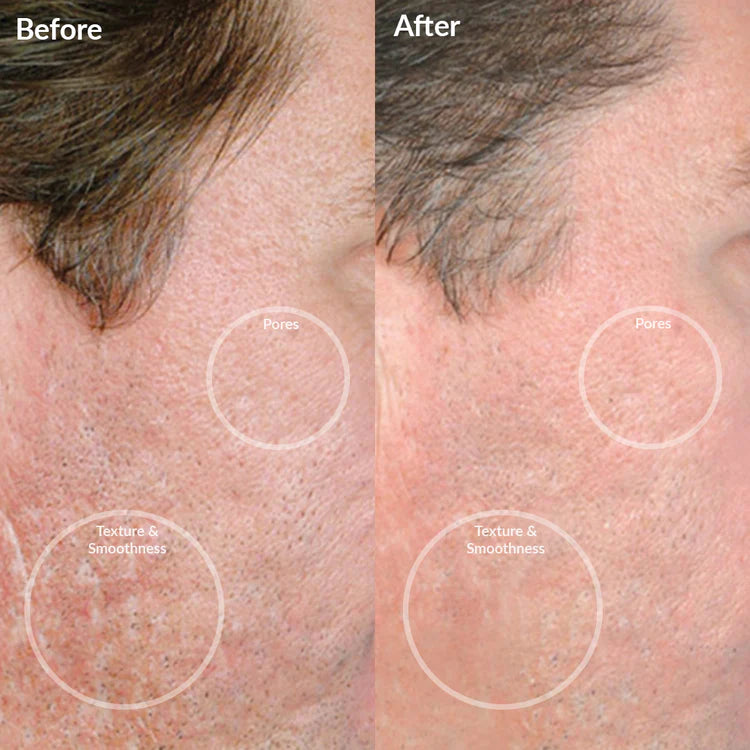 Before
After
Pores
Pores
Texture &
Smoothness
Texture &
Smoothness